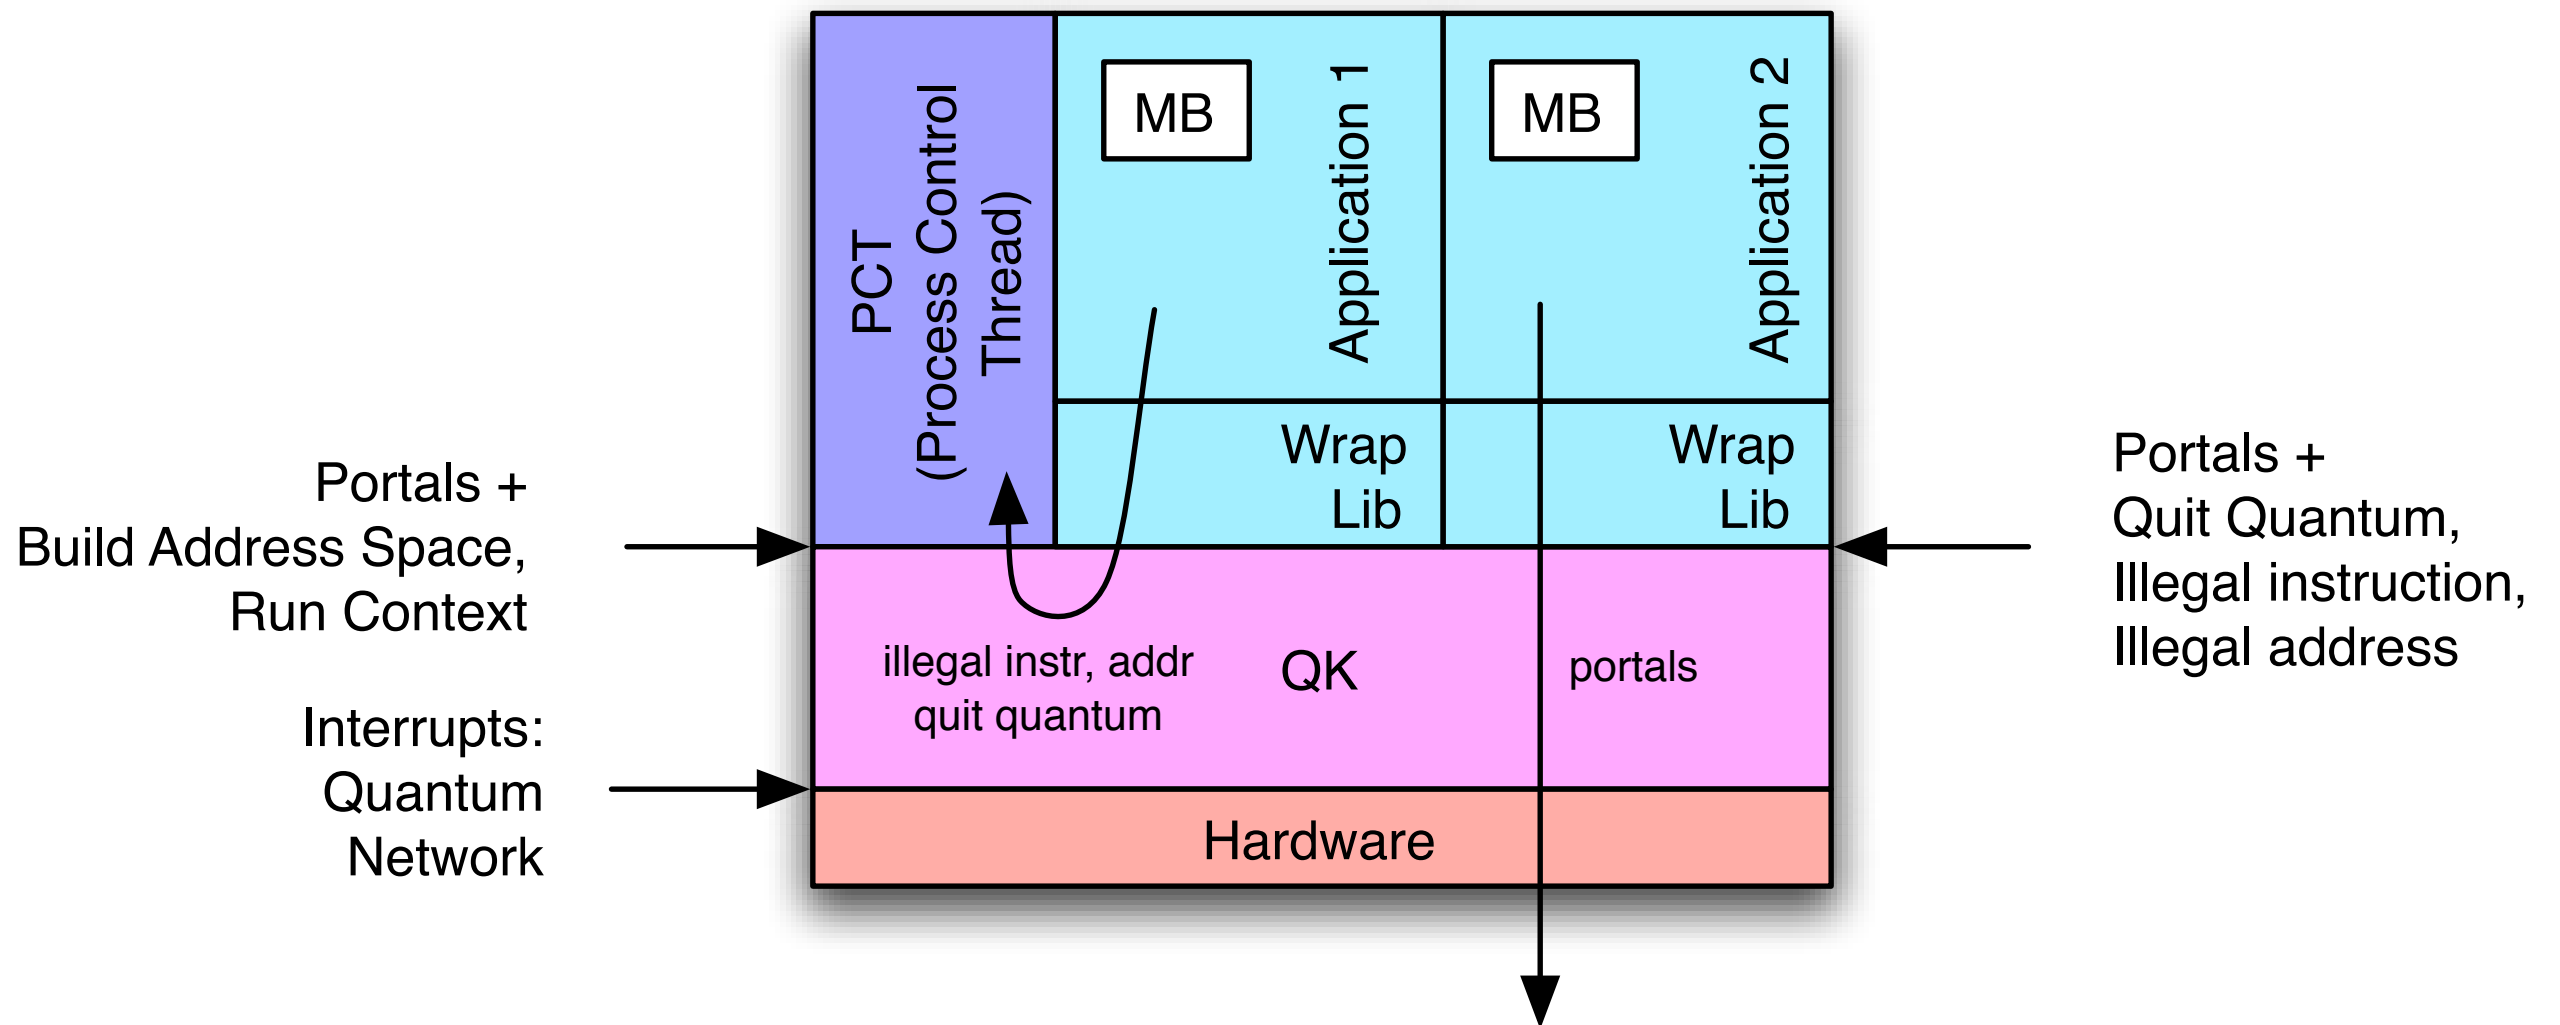 PCT
(Process Control
Thread)
MB
Application 1
MB
Application 2
Wrap
Lib
Wrap
Lib
Portals +
Build Address Space,
Run Context
Interrupts:
Quantum
Network
illegal instr, addr
quit quantum
QK
portals
Hardware
Portals +
Quit Quantum,
Illegal instruction,
Illegal address